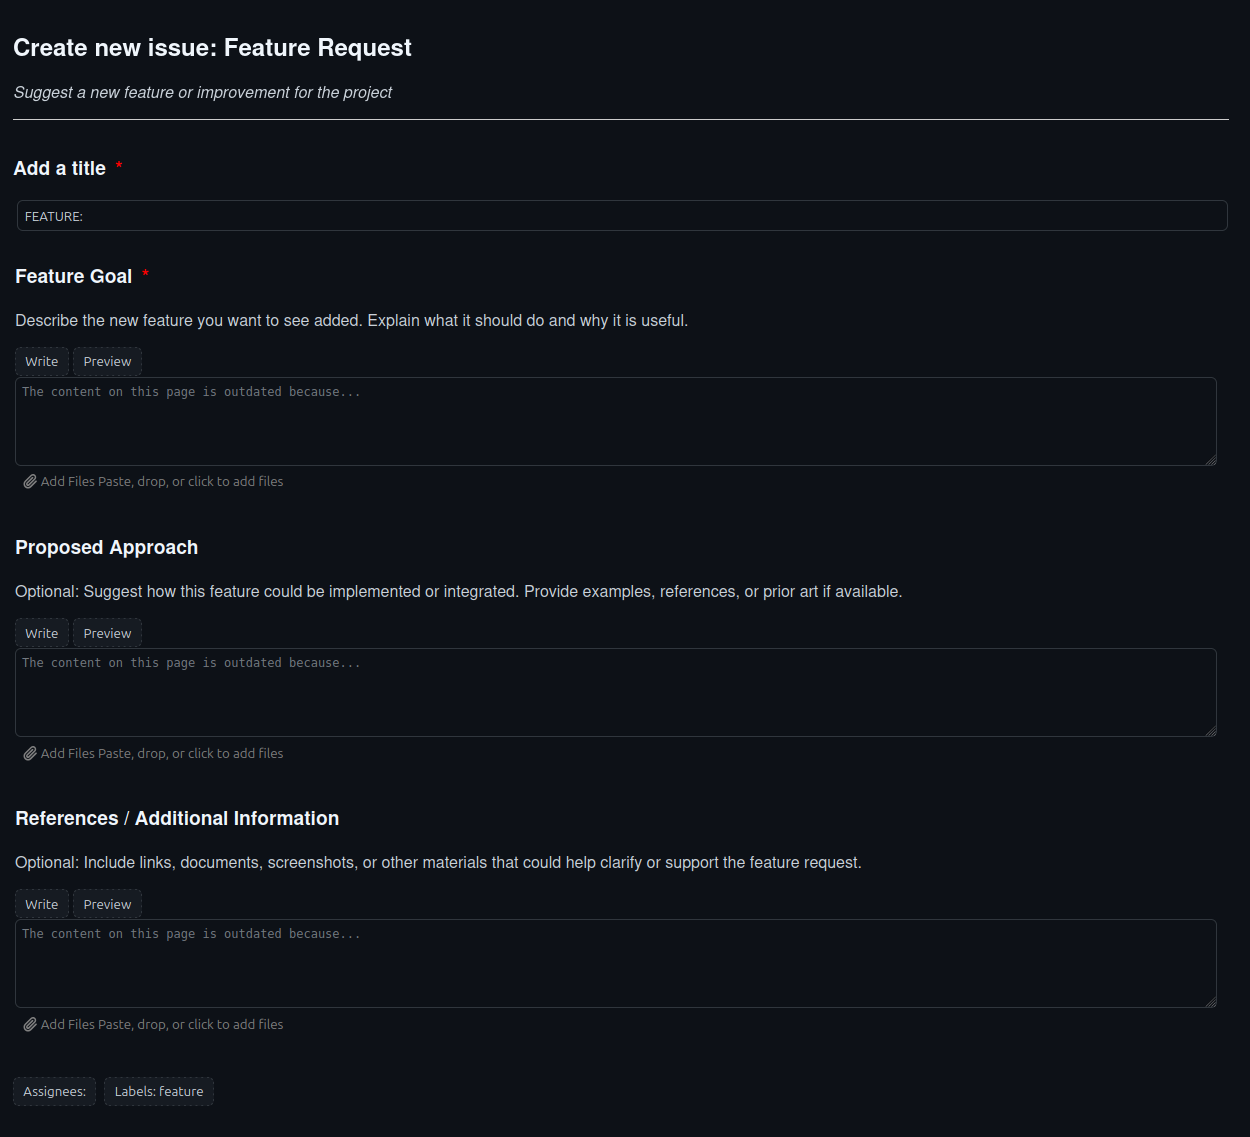 Create new issue: Feature Request
Suggest a new feature or improvement for the project
Add a title *
FEATURE:
Feature Goal *
Describe the new feature you want to see added. Explain what it should do and why it is useful.
Write Preview
The content on this page is outdated because...
Add Files Paste, drop, or click to add files
Proposed Approach
Optional: Suggest how this feature could be implemented or integrated. Provide examples, references, or prior art if available.
Write Preview
The content on this page is outdated because...
Add Files Paste, drop, or click to add files
References / Additional Information
Optional: Include links, documents, screenshots, or other materials that could help clarify or support the feature request.
Write Preview
The content on this page is outdated because...
Add Files Paste, drop, or click to add files
Assignees: Labels: feature